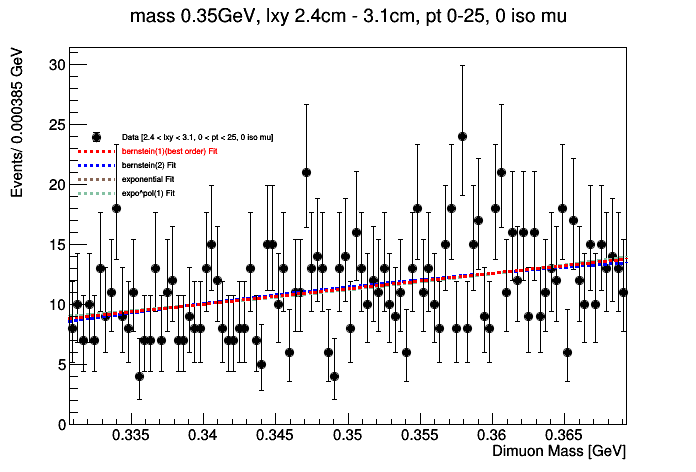 mass 0.35GeV, lxy 2.4cm - 3.1cm, pt 0-25, 0 iso mu
Events/ 0.000385 GeV
30
25
20
15
10
5
0
Data [2.4 < lxy < 3.1, 0 < pt < 25, 0 iso mu]
bernstein(1)(best order) Fit
bernstein(2) Fit
exponential Fit
expo*pol(1) Fit
0.335 0.34 0.345 0.35 0.355 0.36 0.365
Dimuon Mass [GeV]